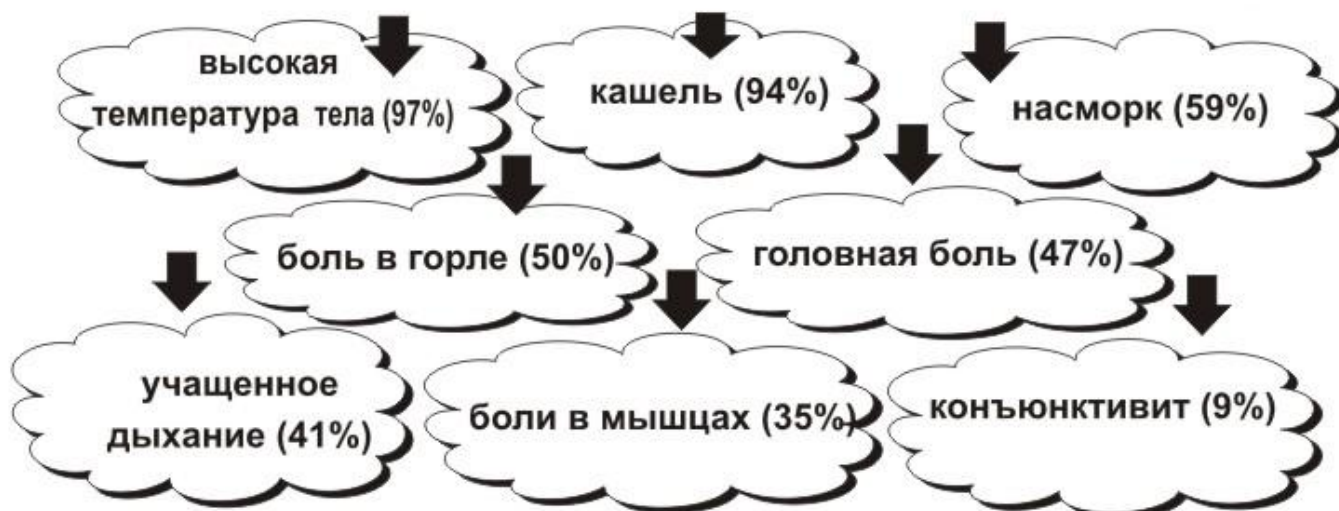 высокая
температура тела (97%)
кашель (94%)
насморк (59%)
боль в горле (50%)
головная боль (47%)
учащенное
дыхание (41%)
боли в мышцах (35%)
конъюнктивит (9%)